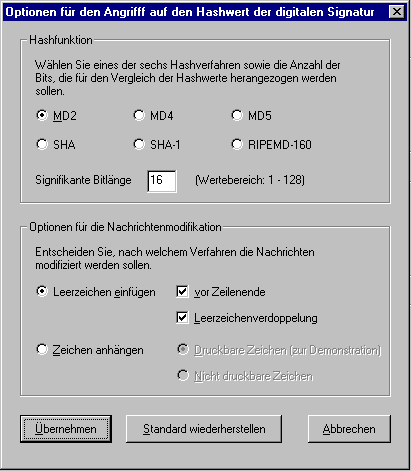 Optionen für den Angrifff auf den Hashwert der digitalen Signatur
Hashfunktion
Wählen Sie eines der sechs Hashverfahren sowie die Anzahl der
Bits, die für den Vergleich der Hashwerte herangezogen werden
sollen.
MD2 MD4 MD5
SHA SHA-1 RIPEMD-160
Signifikante Bitlänge 16 (Wertebereich: 1 - 128)
Optionen für die Nachrichtenmodifikation
Entscheiden Sie, nach welchem Verfahren die Nachrichten
modifiziert werden sollen.
Leerzeichen einfügen vor Zeilenende
Leerzeichenverdoppelung
Zeichen anhängen Druckbare Zeichen (zur Demonstration)
Nicht druckbare Zeichen
Übernehmen Standard wiederherstellen Abbrechen